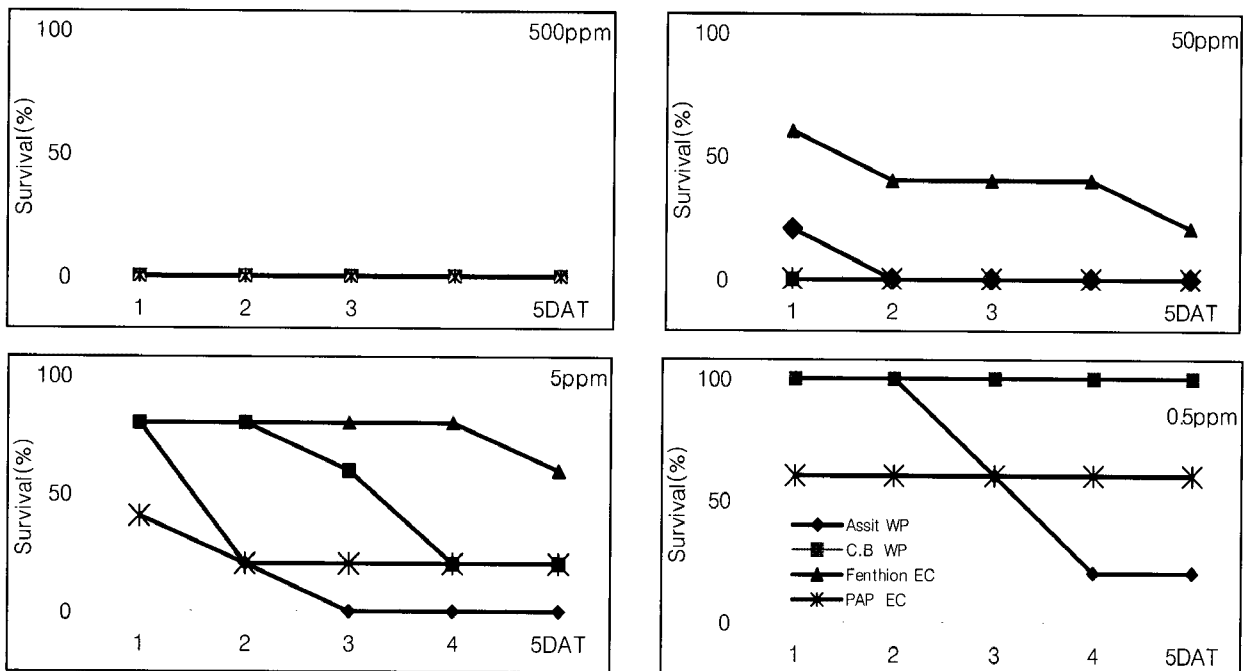 100
500ppm
Survival(%)
50
0
1 2 3 5DAT
100
50ppm
Survival(%)
50
0
1 2 3 5DAT
100
5ppm
Survival(%)
50
0
1 2 3 4 5DAT
100
0.5ppm
Survival(%)
50
Assit WP
C.B WP
Fenthion EC
PAP EC
0
1 2 3 4 5DAT